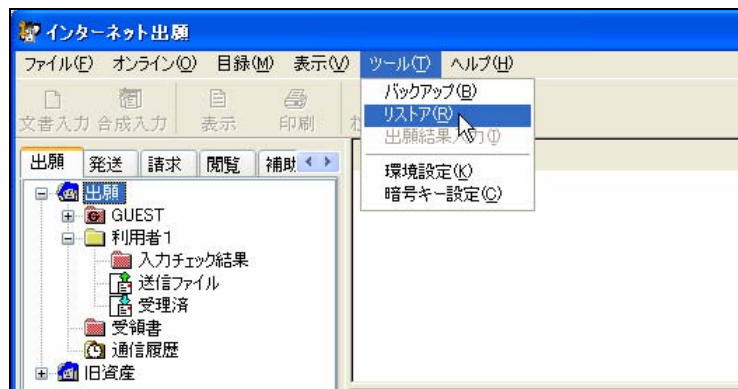 インターネット出願
ファイル(F) オンライン(O) 目録(M) 表示(V) ツール(T) ヘルプ(H)
バックアップ(B)
リストア(R)
出願結果入力(I)
環境設定(K)
暗号キー設定(C)
文書入力 合成入力 表示 印刷
出願 発送 請求 閲覧 補助
出願
GUEST
利用者1
入力チェック結果
送信ファイル
受理済
受領書
通信履歴
旧資産